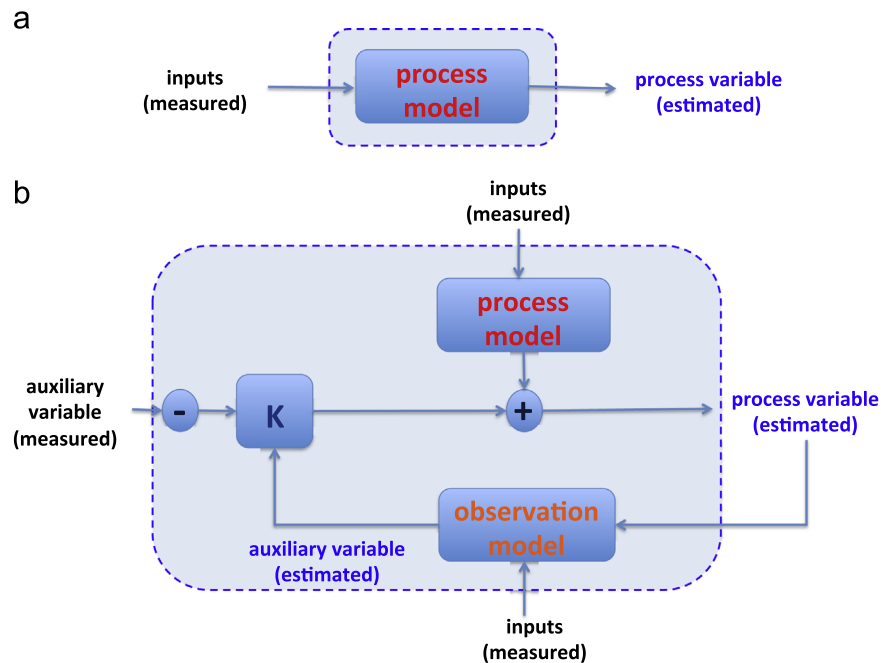 a
inputs
(measured)
process
model
process variable
(estimated)
b
inputs
(measured)
process
model
auxiliary
variable
(measured)
-
K
+
process variable
(estimated)
observation
model
auxiliary variable
(estimated)
inputs
(measured)